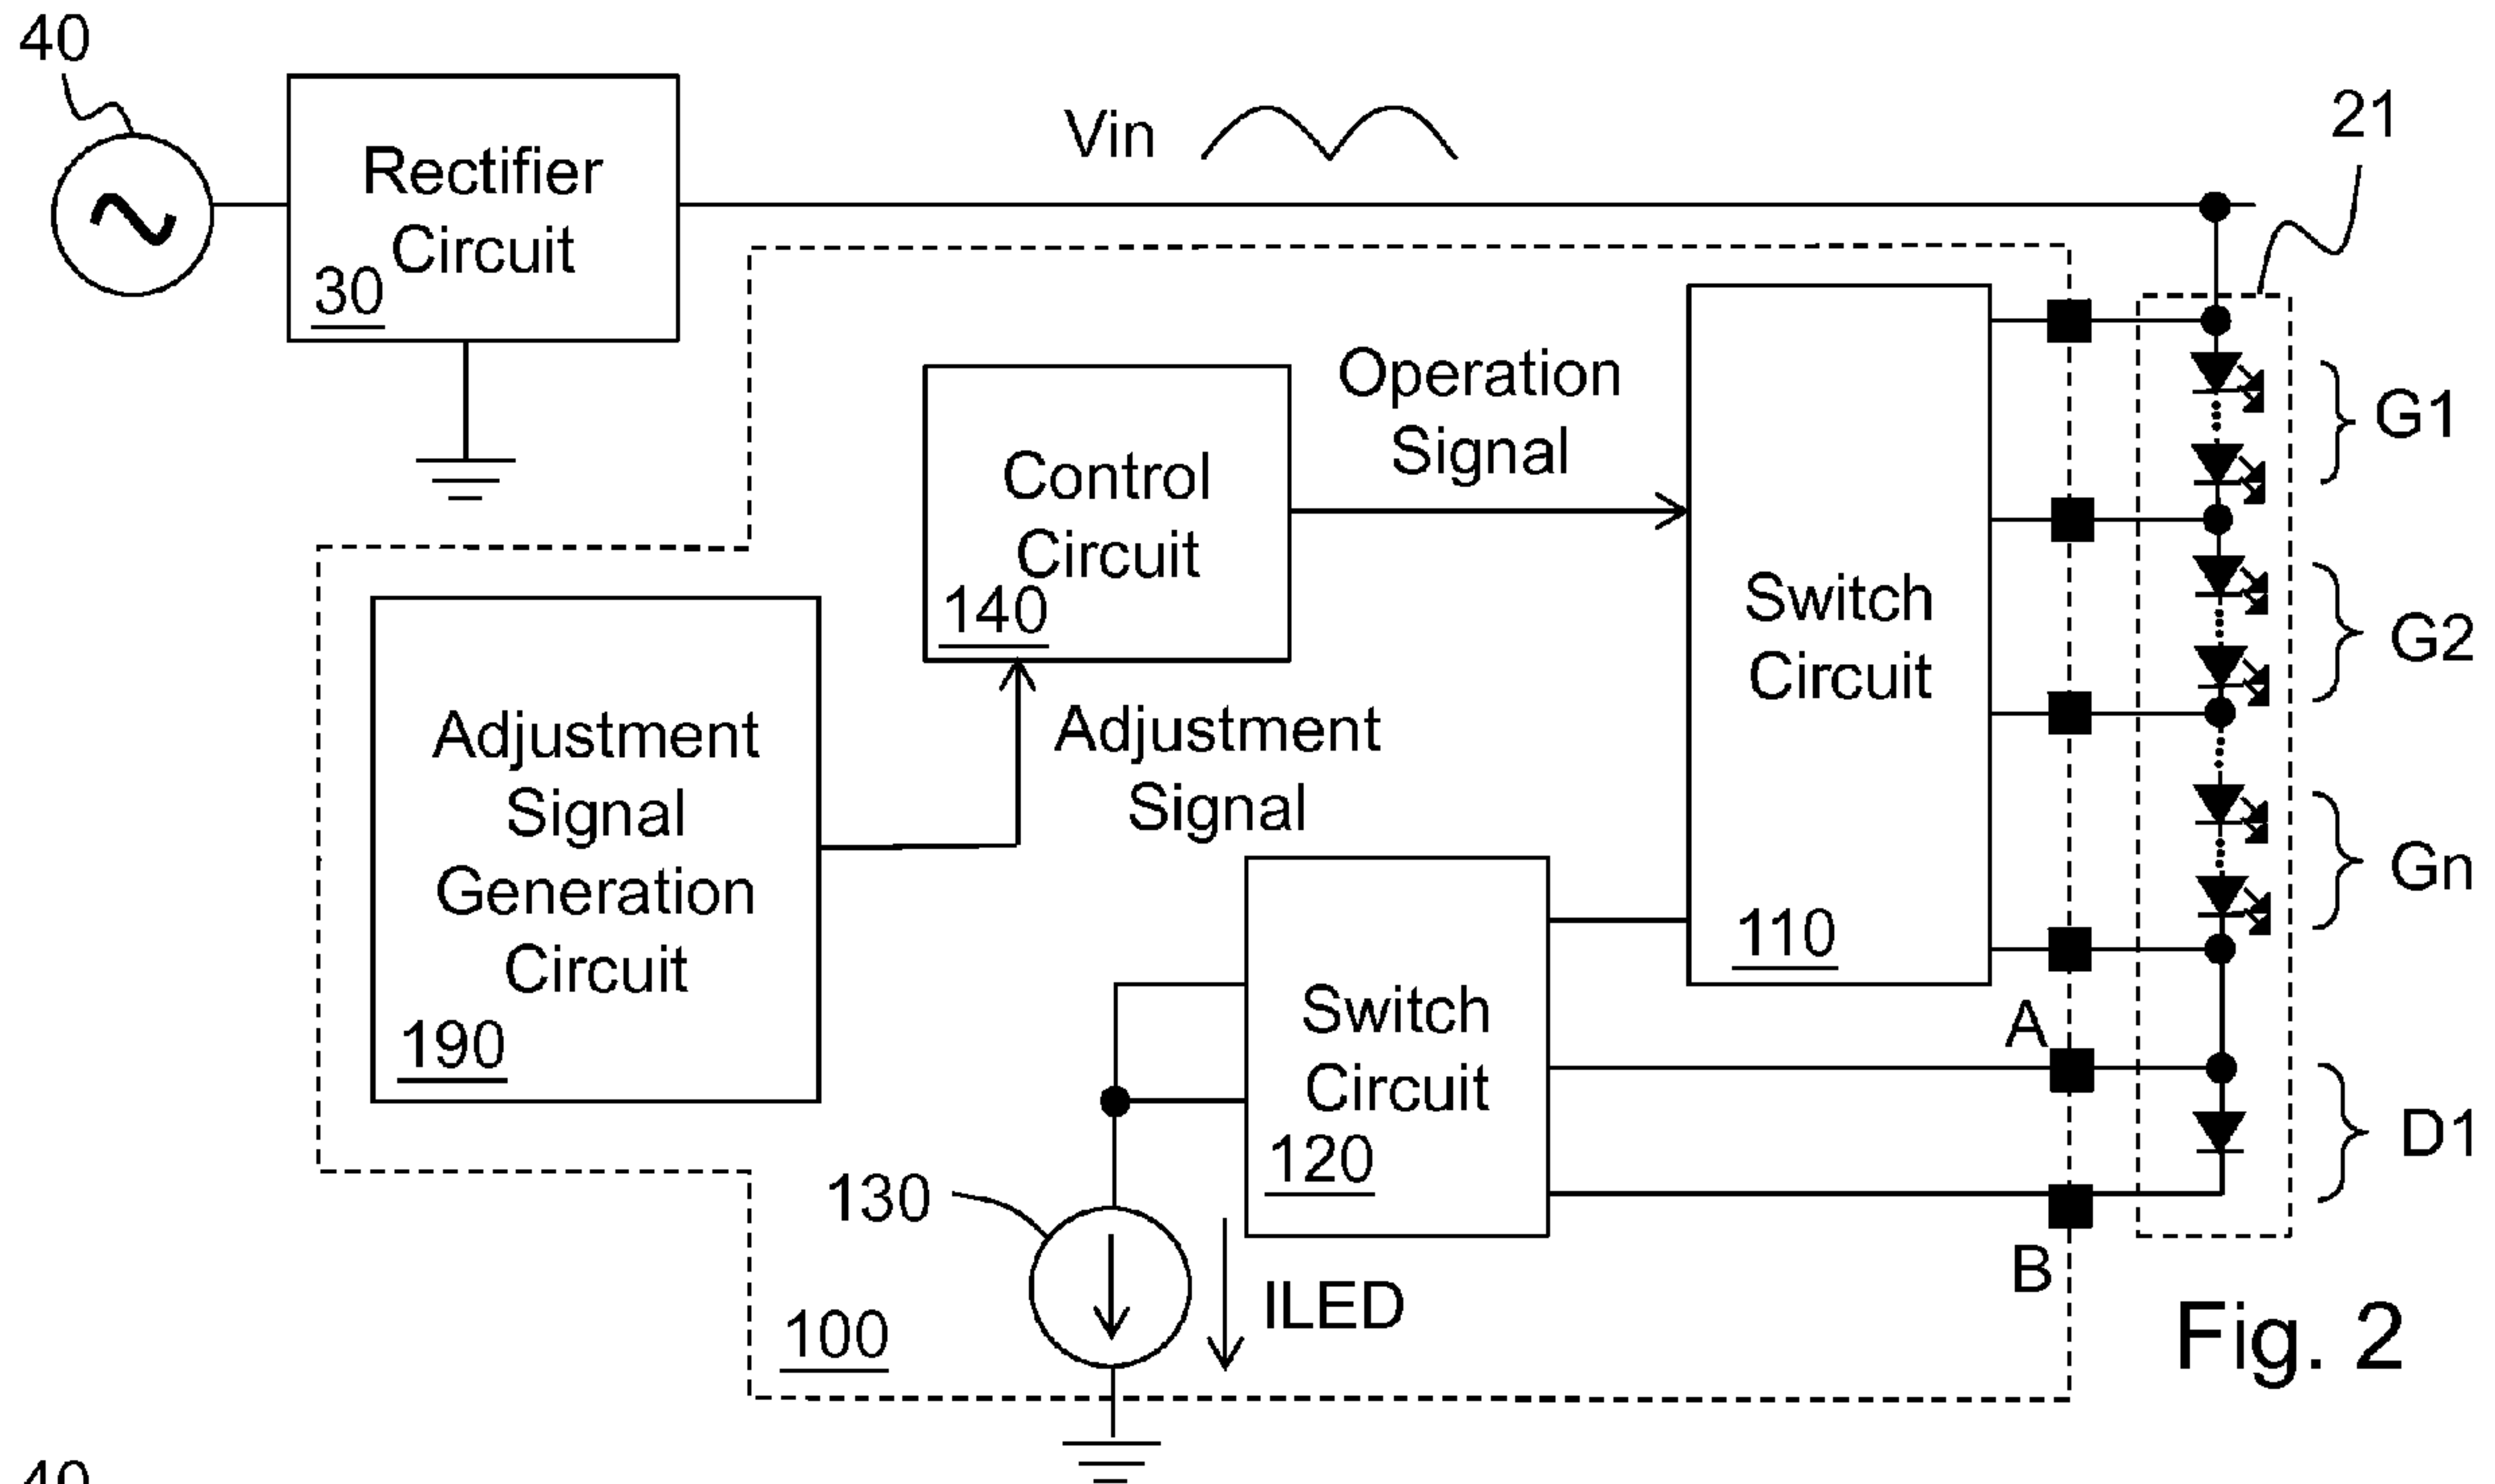 40
Rectifier
Circuit
30
Vin
21
Control
Circuit
140
Operation
Signal
Switch
Circuit
110
G1
G2
Gn
D1
Adjustment
Signal
Generation
Circuit
190
Adjustment
Signal
Switch
Circuit
120
A
B
130
ILED
100
Fig. 2
40